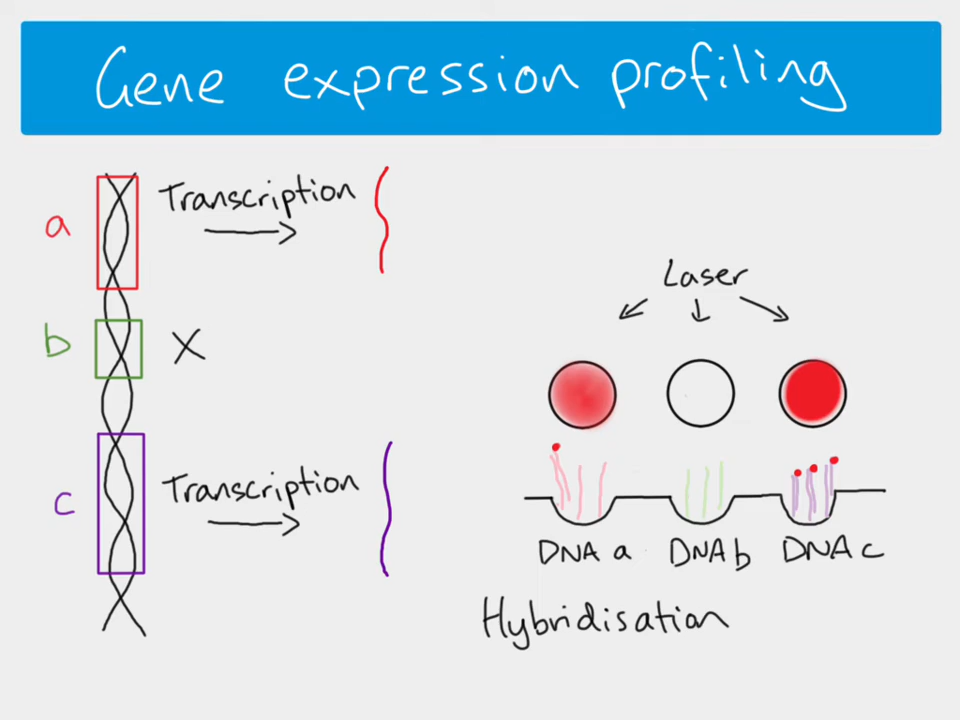 Gene expression profiling
a
Transcription
b
X
c
Transcription
Laser
DNA a
DNA b
DNA c
Hybridisation